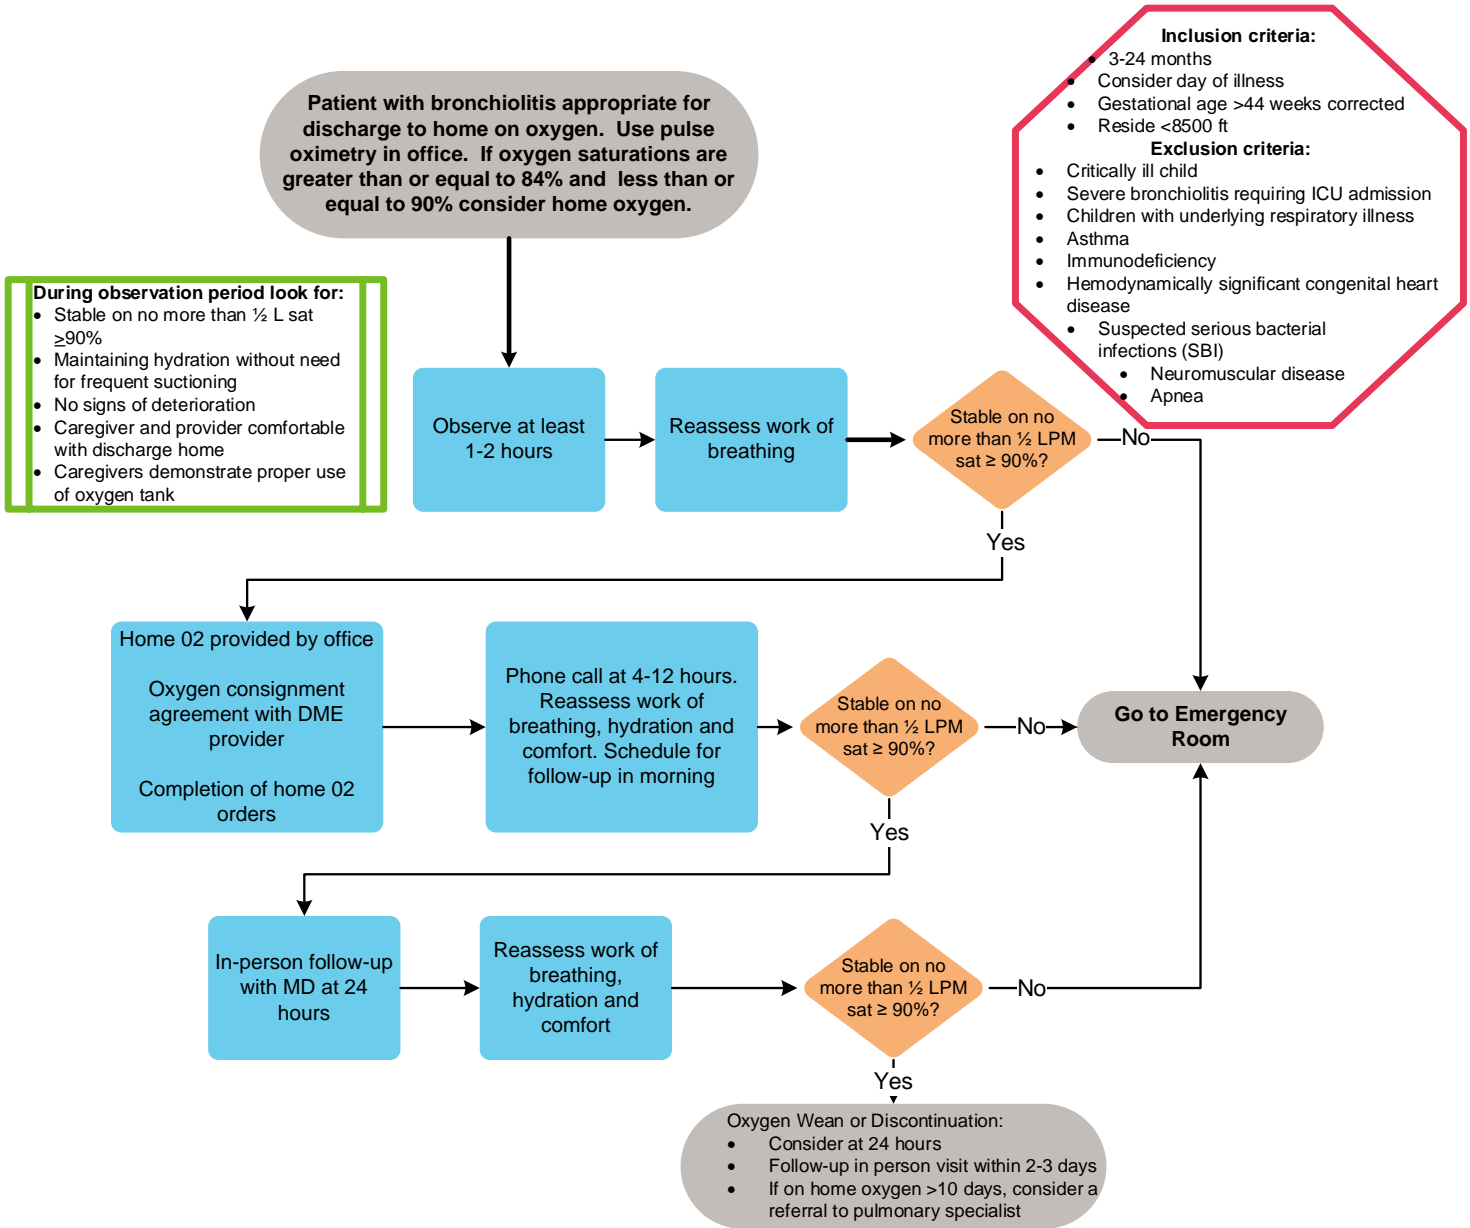 Inclusion criteria:
• 3-24 months
• Consider day of illness
• Gestational age >44 weeks corrected
• Reside <8500 ft
Exclusion criteria:
• Critically ill child
• Severe bronchiolitis requiring ICU admission
• Children with underlying respiratory illness
• Asthma
• Immunodeficiency
• Hemodynamically significant congenital heart
disease
• Suspected serious bacterial
infections (SBI)
• Neuromuscular disease
• Apnea
Patient with bronchiolitis appropriate for
discharge to home on oxygen. Use pulse
oximetry in office. If oxygen saturations are
greater than or equal to 84% and less than or
equal to 90% consider home oxygen.
During observation period look for:
• Stable on no more than ½ L sat
≥90%
• Maintaining hydration without need
for frequent suctioning
• No signs of deterioration
• Caregiver and provider comfortable
with discharge home
• Caregivers demonstrate proper use
of oxygen tank
Observe at least
1-2 hours
Reassess work of
breathing
Stable on no
more than ½ LPM
sat ≥ 90%?
No
Yes
Home 02 provided by office
Oxygen consignment
agreement with DME
provider
Completion of home 02
orders
Phone call at 4-12 hours.
Reassess work of
breathing, hydration and
comfort. Schedule for
follow-up in morning
Stable on no
more than ½ LPM
sat ≥ 90%?
No
Go to Emergency
Room
Yes
In-person follow-up
with MD at 24
hours
Reassess work of
breathing,
hydration and
comfort
Stable on no
more than ½ LPM
sat ≥ 90%?
No
Yes
Oxygen Wean or Discontinuation:
• Consider at 24 hours
• Follow-up in person visit within 2-3 days
• If on home oxygen >10 days, consider a
referral to pulmonary specialist